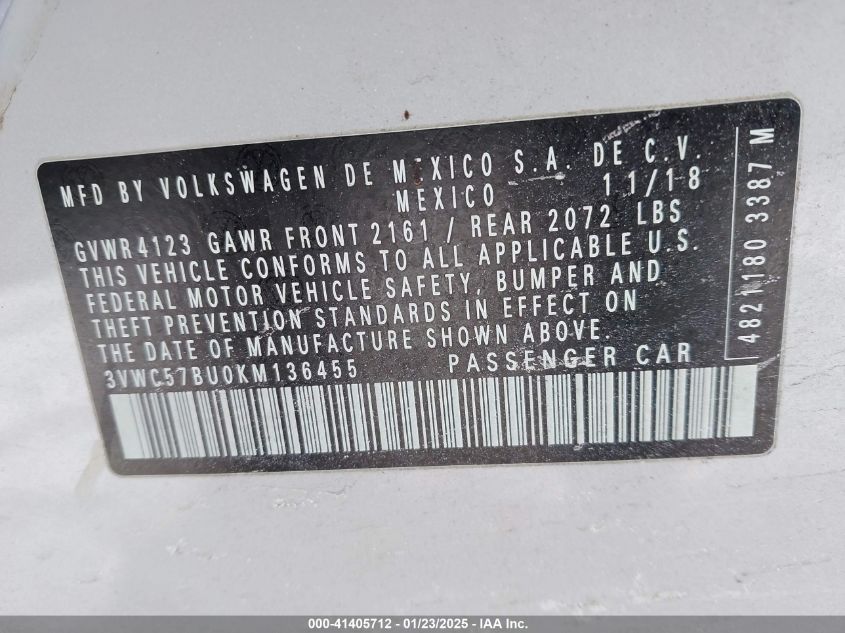 MFD BY VOLKSWAGEN DE MEXICO S.A. DE C.V.
MEXICO 11/18
GVWR 4123 GAWR FRONT 2161 / REAR 2072 LBS
THIS VEHICLE CONFORMS TO ALL APPLICABLE U.S.
FEDERAL MOTOR VEHICLE SAFETY, BUMPER AND
THEFT PREVENTION STANDARDS IN EFFECT ON
THE DATE OF MANUFACTURE SHOWN ABOVE.
3VWC57BU0KM136455 PASSENGER CAR
4821180 3387 M
000-41405712 - 01/23/2025 - IAA Inc.